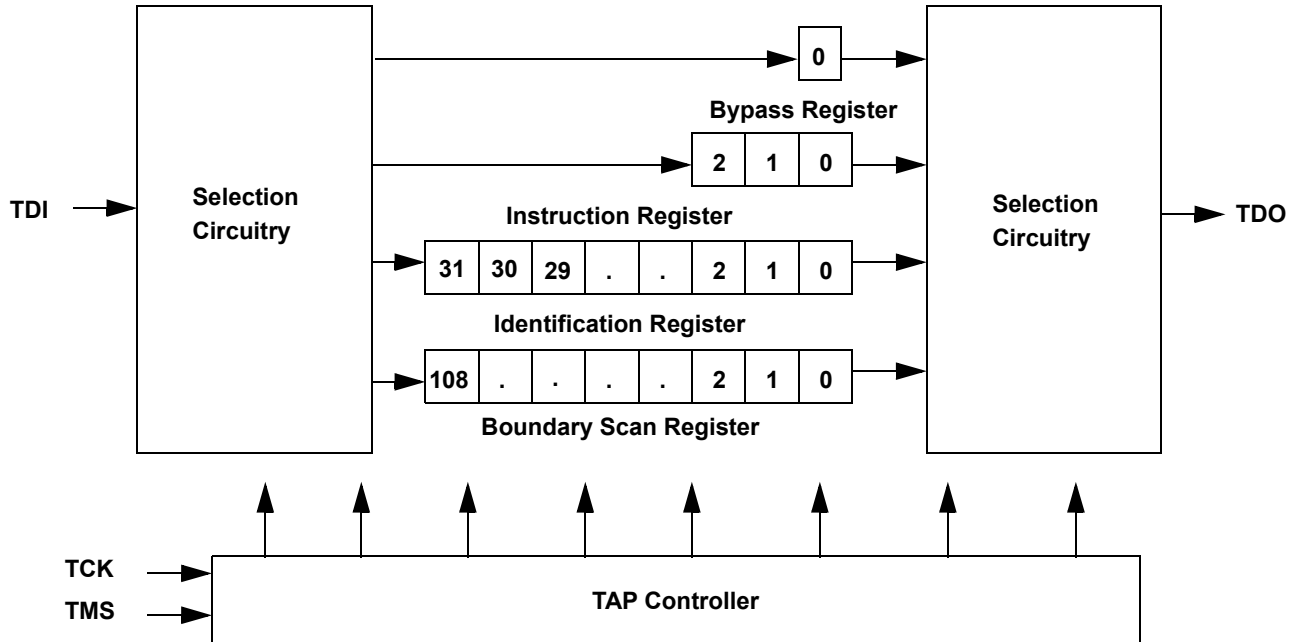 0
Bypass Register
2 1 0
Selection
Circuitry
Selection
Circuitry
TDI
TDO
Instruction Register
31 30 29 . . 2 1 0
Identification Register
108 . . . . 2 1 0
Boundary Scan Register
TCK
TMS
TAP Controller